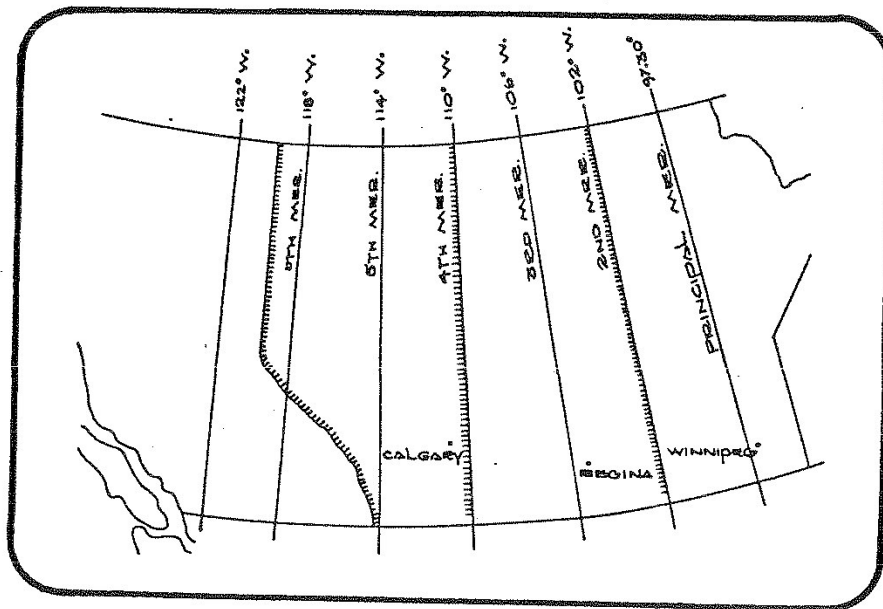 122° W.
118° W.
114° W.
110° W.
106° W.
102° W.
97.30°
6TH MER.
5TH MER.
4TH MER.
3RD MER.
2ND MER.
PRINCIPAL MER.
CALGARY
REGINA
WINNIPEG